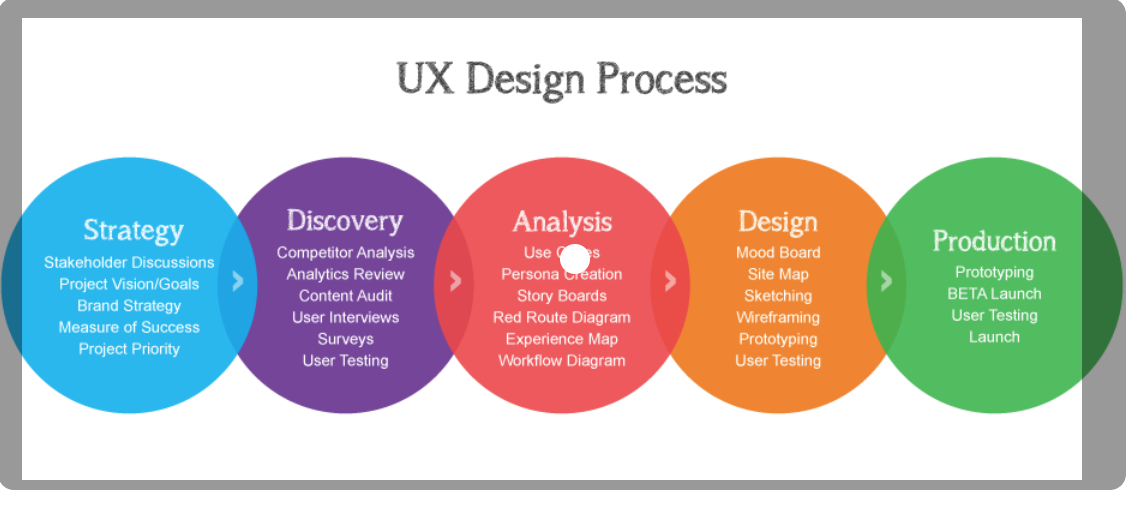 UX Design Process
Strategy
Stakeholder Discussions
Project Vision/Goals
Brand Strategy
Measure of Success
Project Priority
Discovery
Competitor Analysis
Analytics Review
Content Audit
User Interviews
Surveys
User Testing
Analysis
Use
Persona Creation
Story Boards
Red Route Diagram
Experience Map
Workflow Diagram
Design
Mood Board
Site Map
Sketching
Wireframing
Prototyping
User Testing
Production
Prototyping
BETA Launch
User Testing
Launch